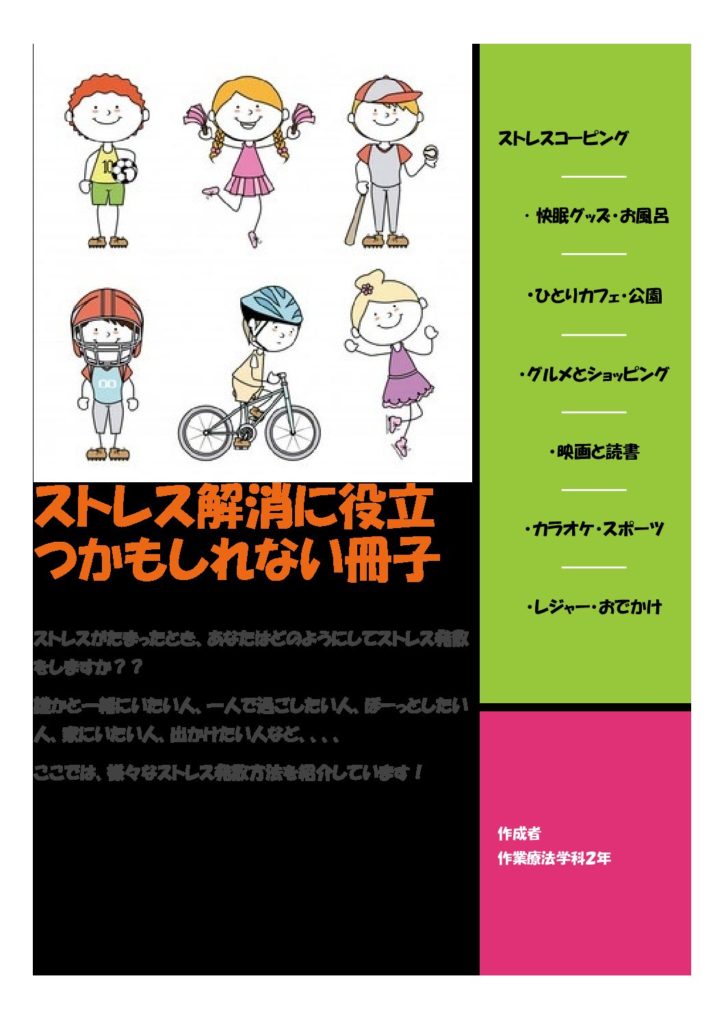 10
ストレス解消に役立
つかもしれない冊子
ストレスがたまったとき、あなたはどのようにしてストレス発散
をしますか？？
誰かと一緒にいたい人、一人で過ごしたい人、ぼーっとしたい
人、家にいたい人、出かけたい人など、、、、
ここでは、様々なストレス発散方法を紹介しています！
ストレスコーピング
・快眠グッズ・お風呂
・ひとりカフェ・公園
・グルメとショッピング
・映画と読書
・カラオケ・スポーツ
・レジャー・おでかけ
作成者
作業療法学科2年